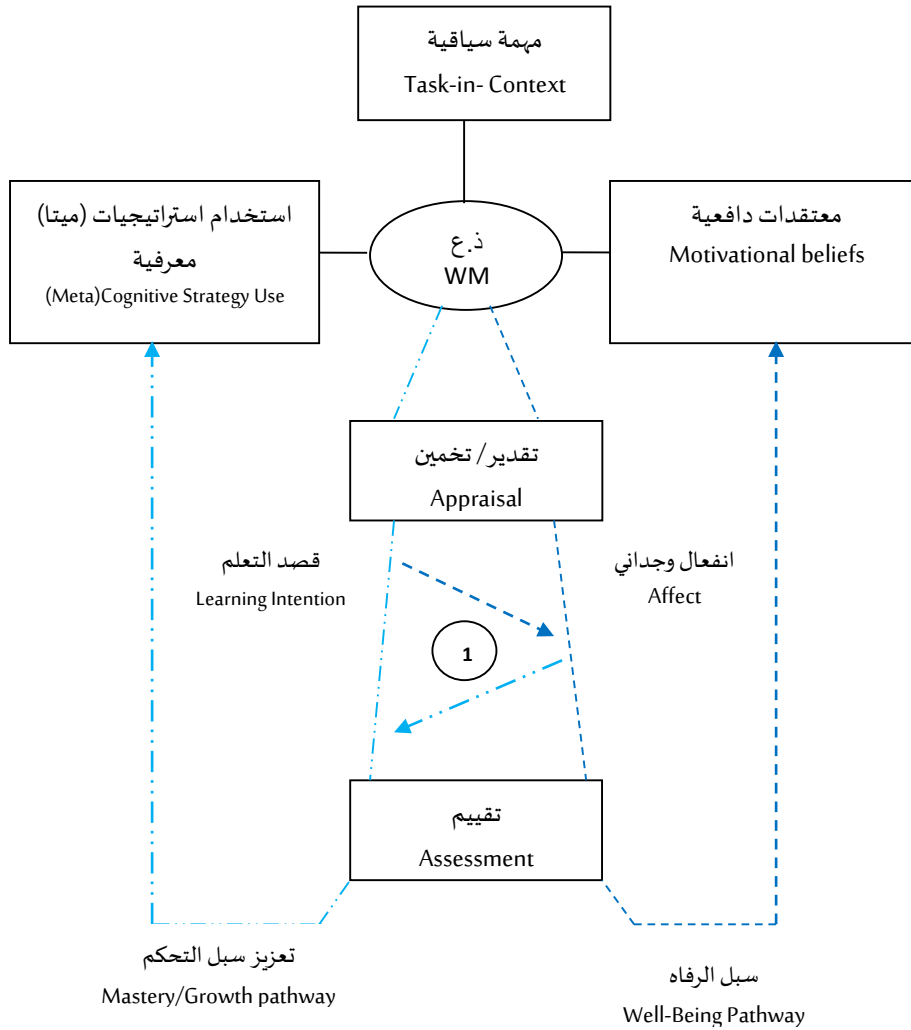 مهمة سياقية
Task-in- Context
استخدام استراتيجيات (ميتا)
معرفية
(Meta)Cognitive Strategy Use
ذ.ع
WM
معتقدات دافعية
Motivational beliefs
تقدير/ تخمين
Appraisal
قصد التعلم
Learning Intention
انفعال وجداني
Affect
1
تقييم
Assessment
تعزيز سبل التحكم
Mastery/Growth pathway
سبل الرفاه
Well-Being Pathway